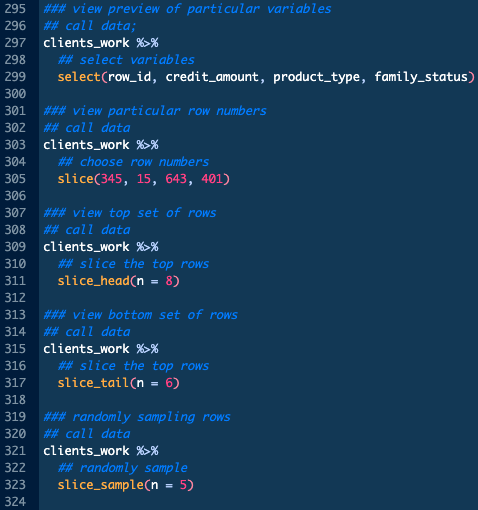 295 ### view preview of particular variables
296 ## call data;
297 clients_work %>%
298   ## select variables
299   select(row_id, credit_amount, product_type, family_status)
300
301 ### view particular row numbers
302 ## call data
303 clients_work %>%
304   ## choose row numbers
305   slice(345, 15, 643, 401)
306
307 ### view top set of rows
308 ## call data
309 clients_work %>%
310   ## slice the top rows
311   slice_head(n = 8)
312
313 ### view bottom set of rows
314 ## call data
315 clients_work %>%
316   ## slice the top rows
317   slice_tail(n = 6)
318
319 ### randomly sampling rows
320 ## call data
321 clients_work %>%
322   ## randomly sample
323   slice_sample(n = 5)
324